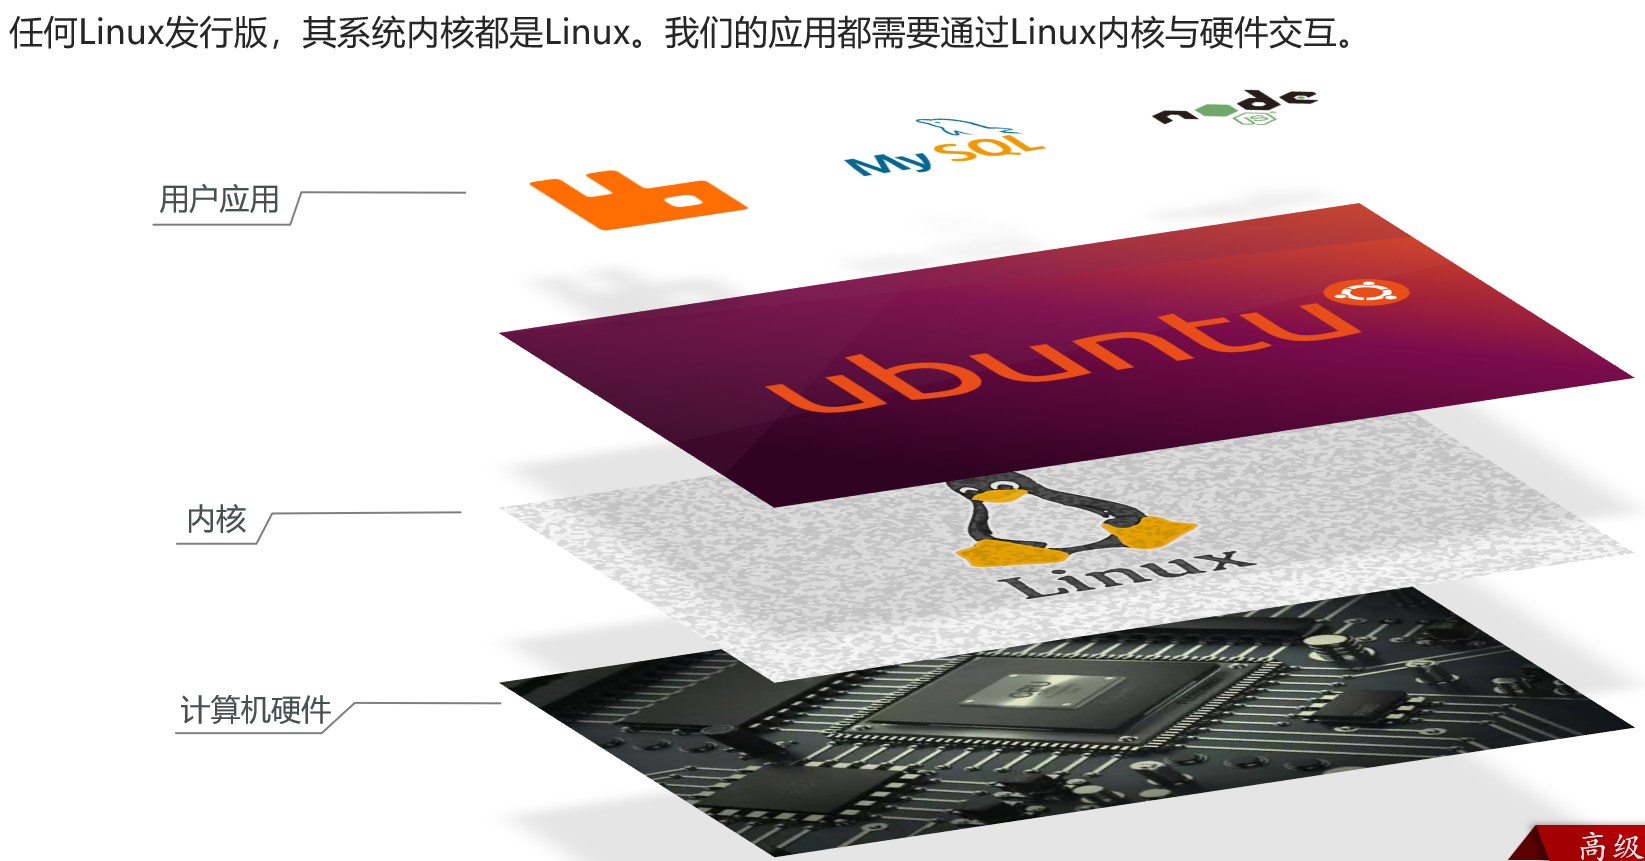 任何Linux发行版，其系统内核都是Linux。我们的应用都需要通过Linux内核与硬件交互。
node
JS
MySQL
用户应用
ubuntu
内核
Linux
计算机硬件
CPU
高级